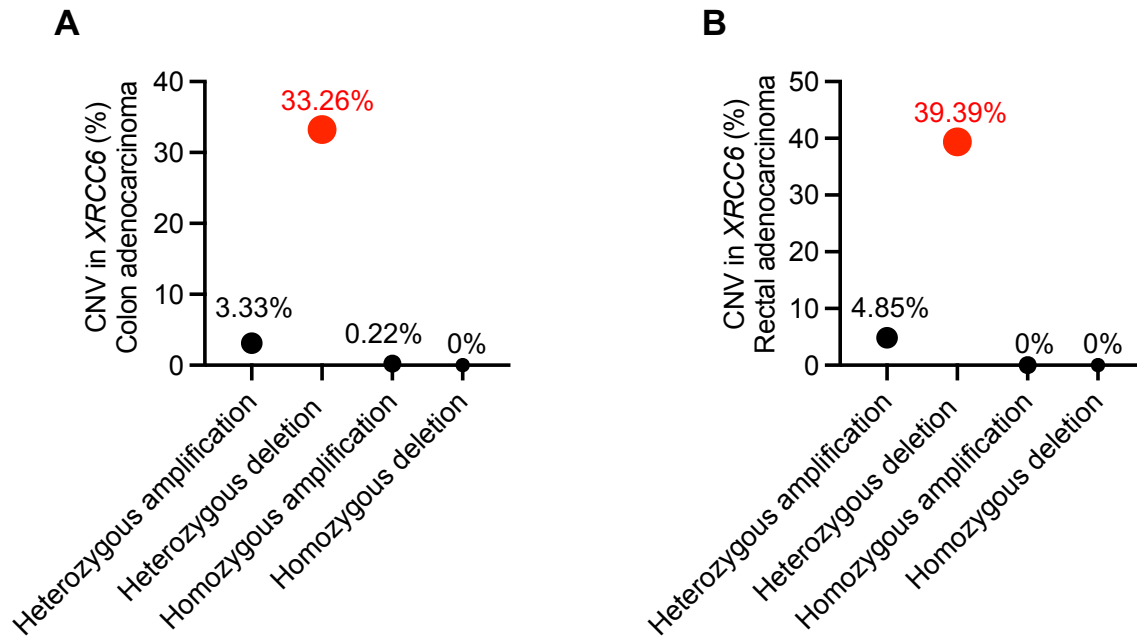 A
CNV in XRCC6 (%)
Colon adenocarcinoma
40
30
20
10
0
3.33%
33.26%
0.22%
0%
Heterozygous amplification
Heterozygous deletion
Homozygous amplification
Homozygous deletion
B
CNV in XRCC6 (%)
Rectal adenocarcinoma
50
40
30
20
10
0
4.85%
39.39%
0%
0%
Heterozygous amplification
Heterozygous deletion
Homozygous amplification
Homozygous deletion